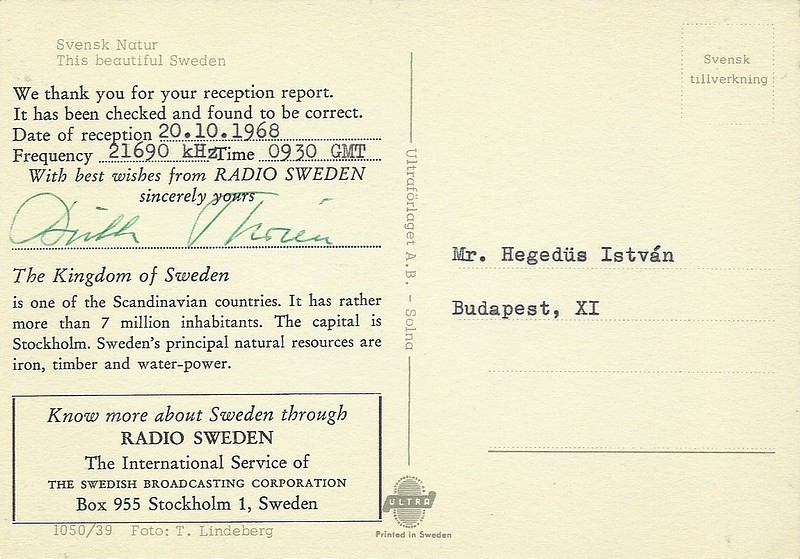 Svensk Natur
This beautiful Sweden
We thank you for your reception report.
It has been checked and found to be correct.
Date of reception 20.10.1968
Frequency 21690 kHz Time 0930 GMT
With best wishes from RADIO SWEDEN
sincerely yours
The Kingdom of Sweden
is one of the Scandinavian countries. It has rather
more than 7 million inhabitants. The capital is
Stockholm. Sweden's principal natural resources are
iron, timber and water-power.
Know more about Sweden through
RADIO SWEDEN
The International Service of
THE SWEDISH BROADCASTING CORPORATION
Box 955 Stockholm 1, Sweden
1050/39 Foto: T. Lindeberg
Ultraförlaget A.B. - Solna
ULTRA
Printed in Sweden
Svensk
tillverkning
Mr. Hegedüs István
Budapest, XI